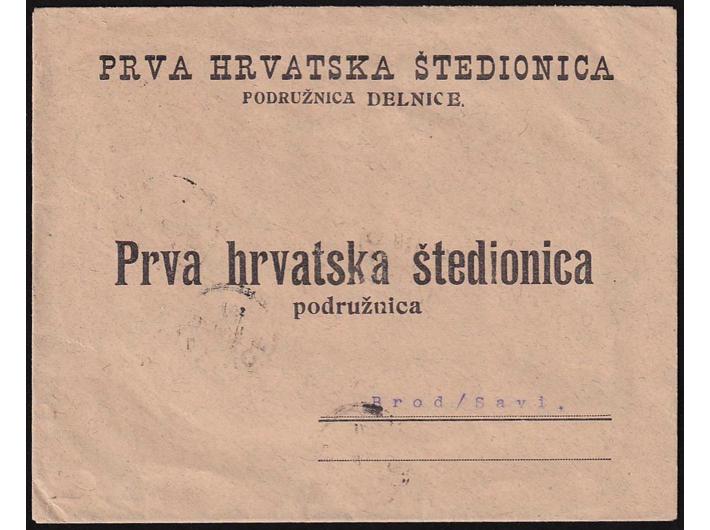 PRVA HRVATSKA ŠTEDIONICA
PODRUŽNICA DELNICE.
Prva hrvatska štedionica
podružnica
Brod/Savi.